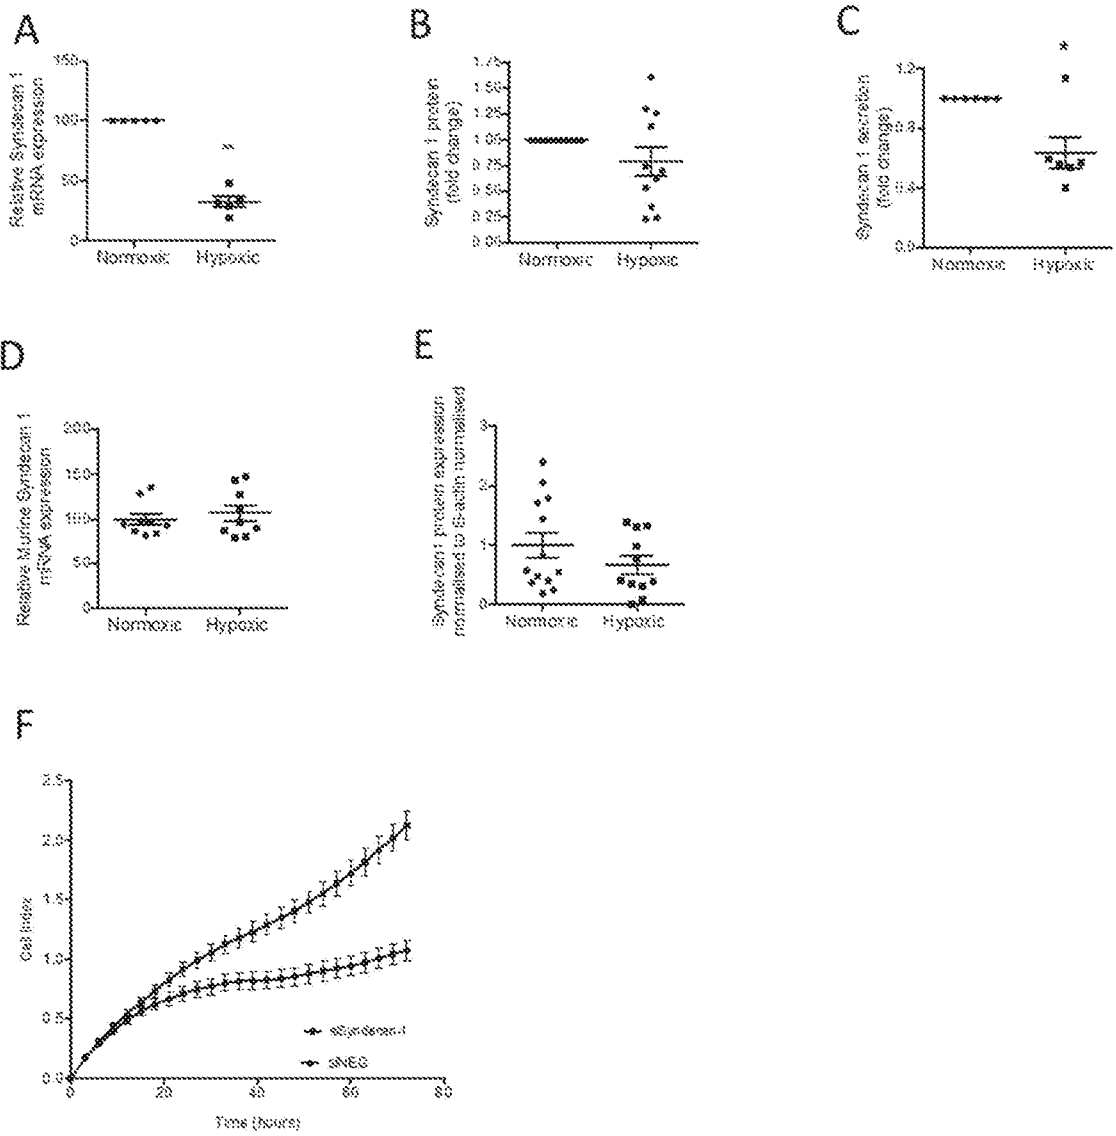 A
Relative Syndecan 1
mRNA expression
150
100
50
0
Normoxic
Hypoxic
B
Syndecan 1 protein
(fold change)
1.75
1.50
1.25
1.00
0.75
0.50
0.25
0.00
Normoxic
Hypoxic
C
Syndecan 1 secretion
(fold change)
1.2
0.8
0.4
0.0
Normoxic
Hypoxic
*
D
Relative Murine Syndecan 1
mRNA expression
200
150
100
50
0
Normoxic
Hypoxic
E
Syndecan1 protein expression
normalised to B-actin normalised
3
2
1
0
Normoxic
Hypoxic
F
Cell Index
2.5
2.0
1.5
1.0
0.5
0.0
0
20
40
60
80
Time (hours)
siSyndecan-1
siNEG